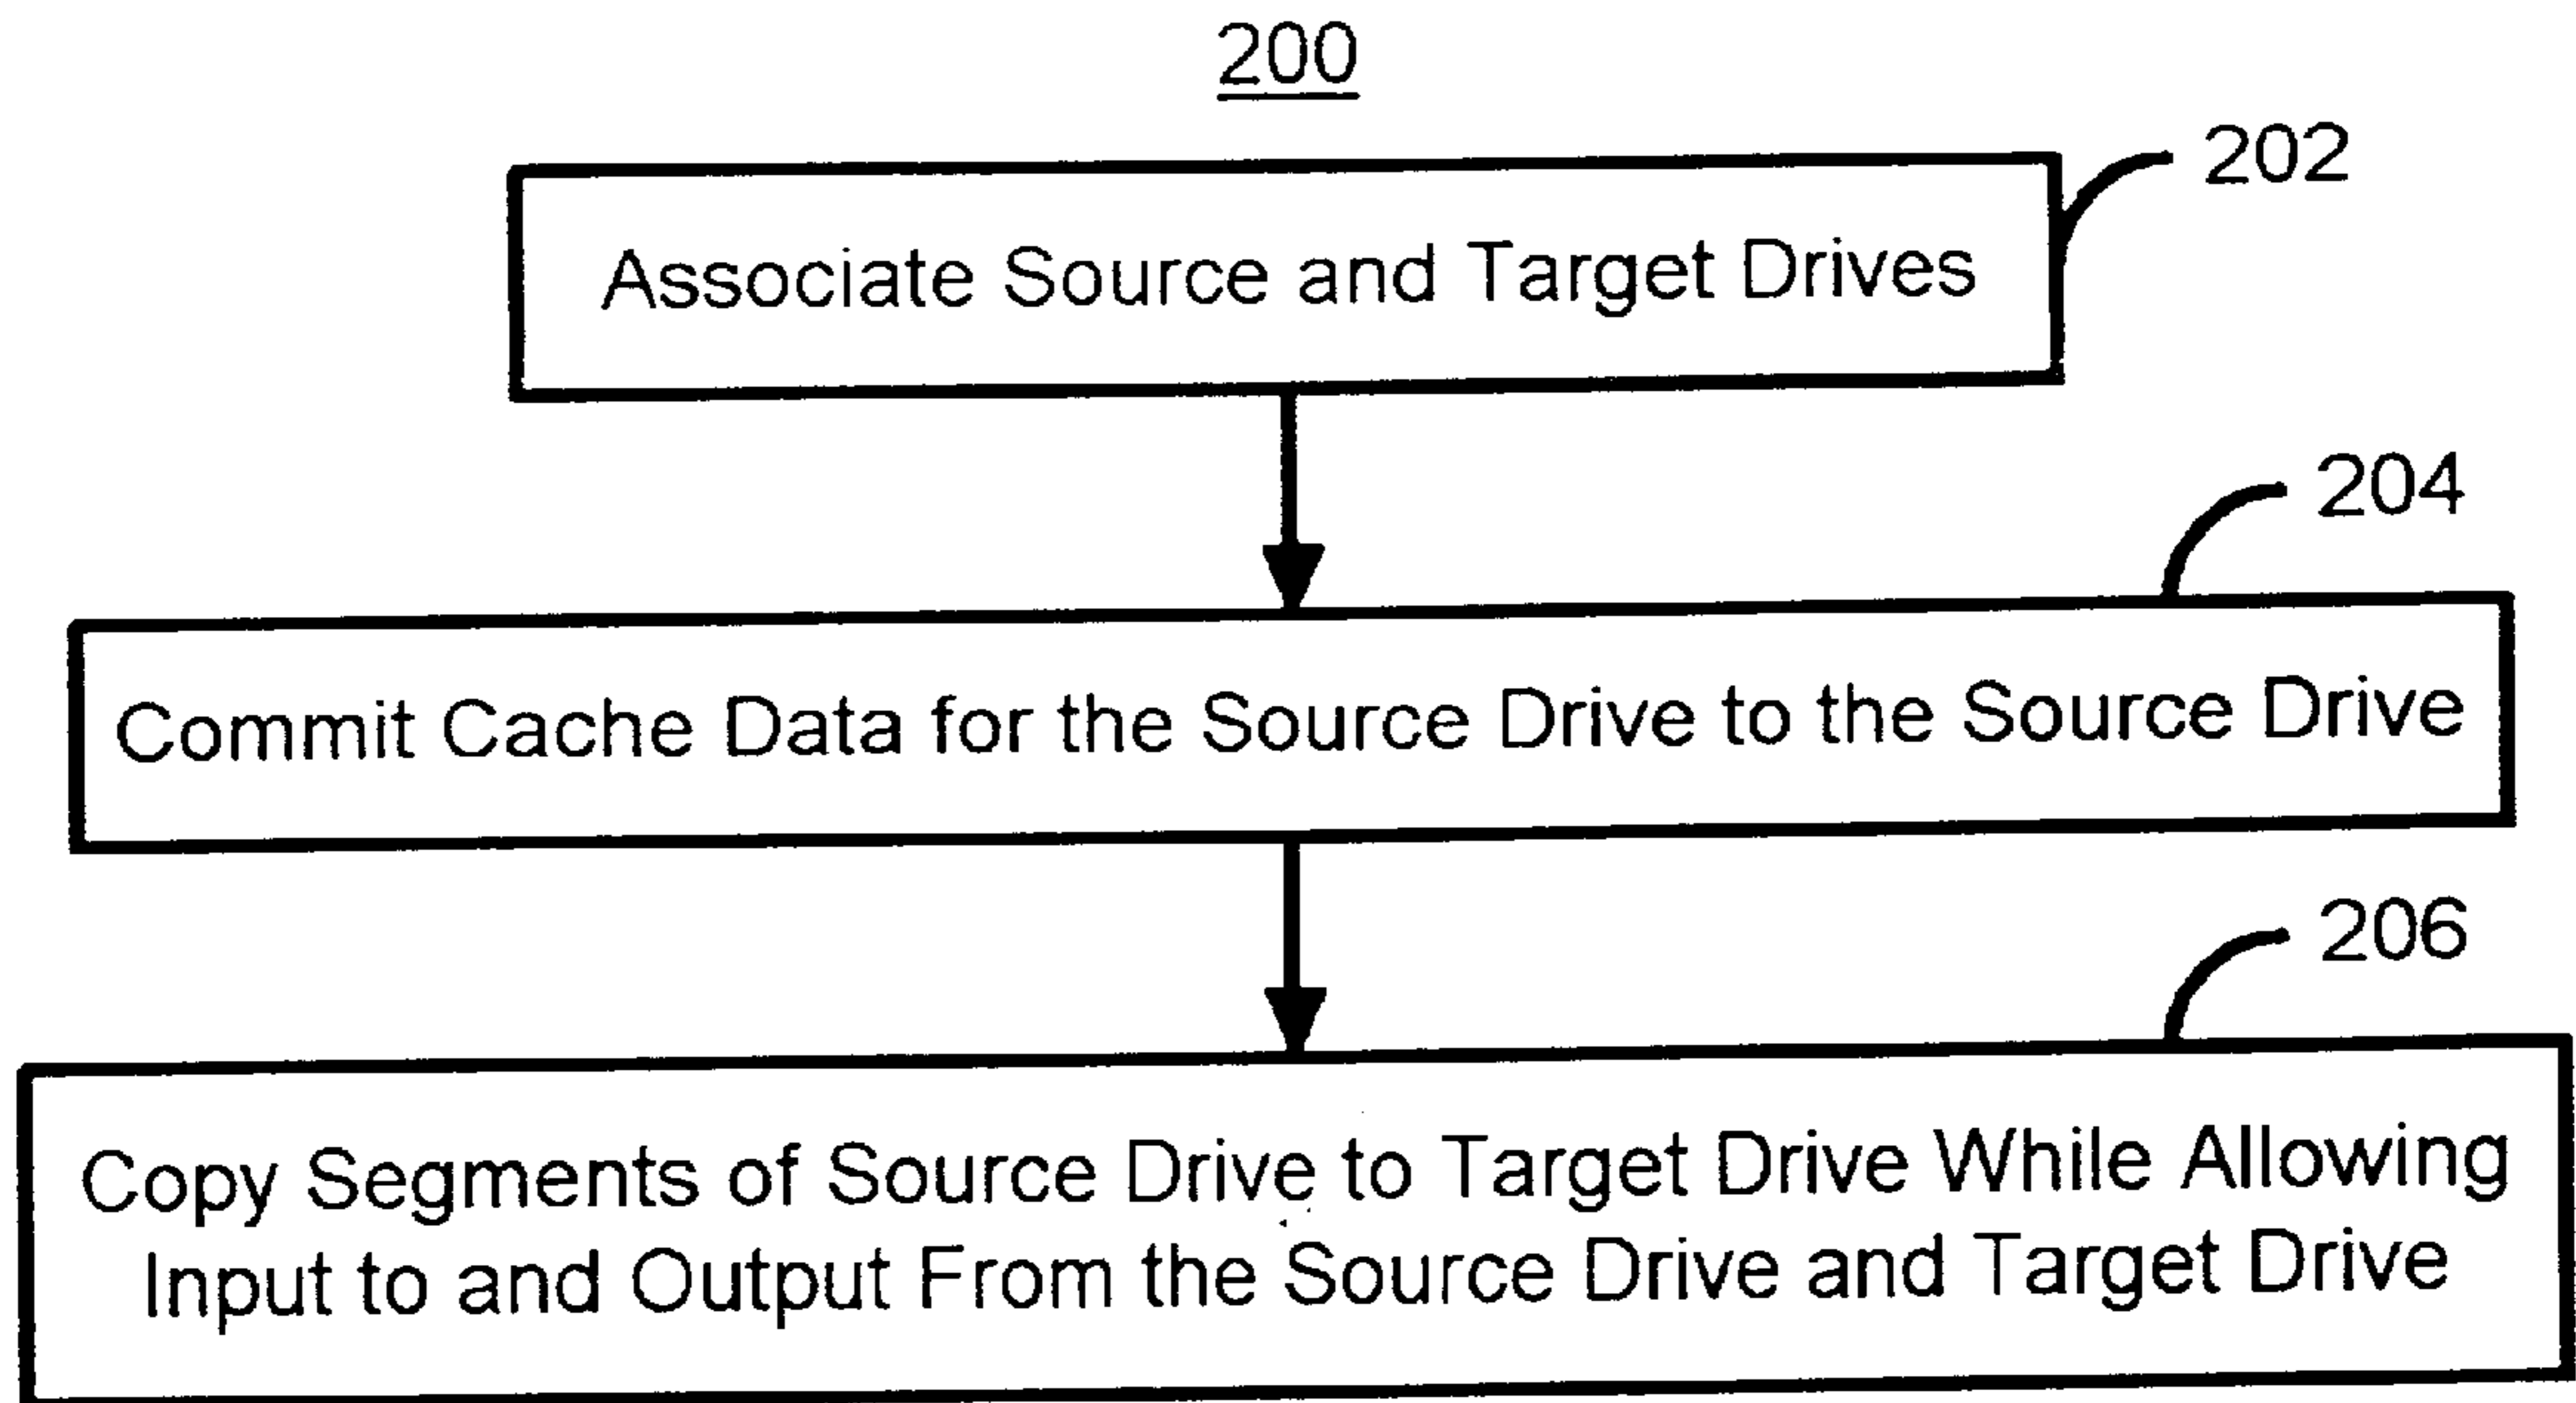 200
202
Associate Source and Target Drives
204
Commit Cache Data for the Source Drive to the Source Drive
206
Copy Segments of Source Drive to Target Drive While Allowing
Input to and Output From the Source Drive and Target Drive